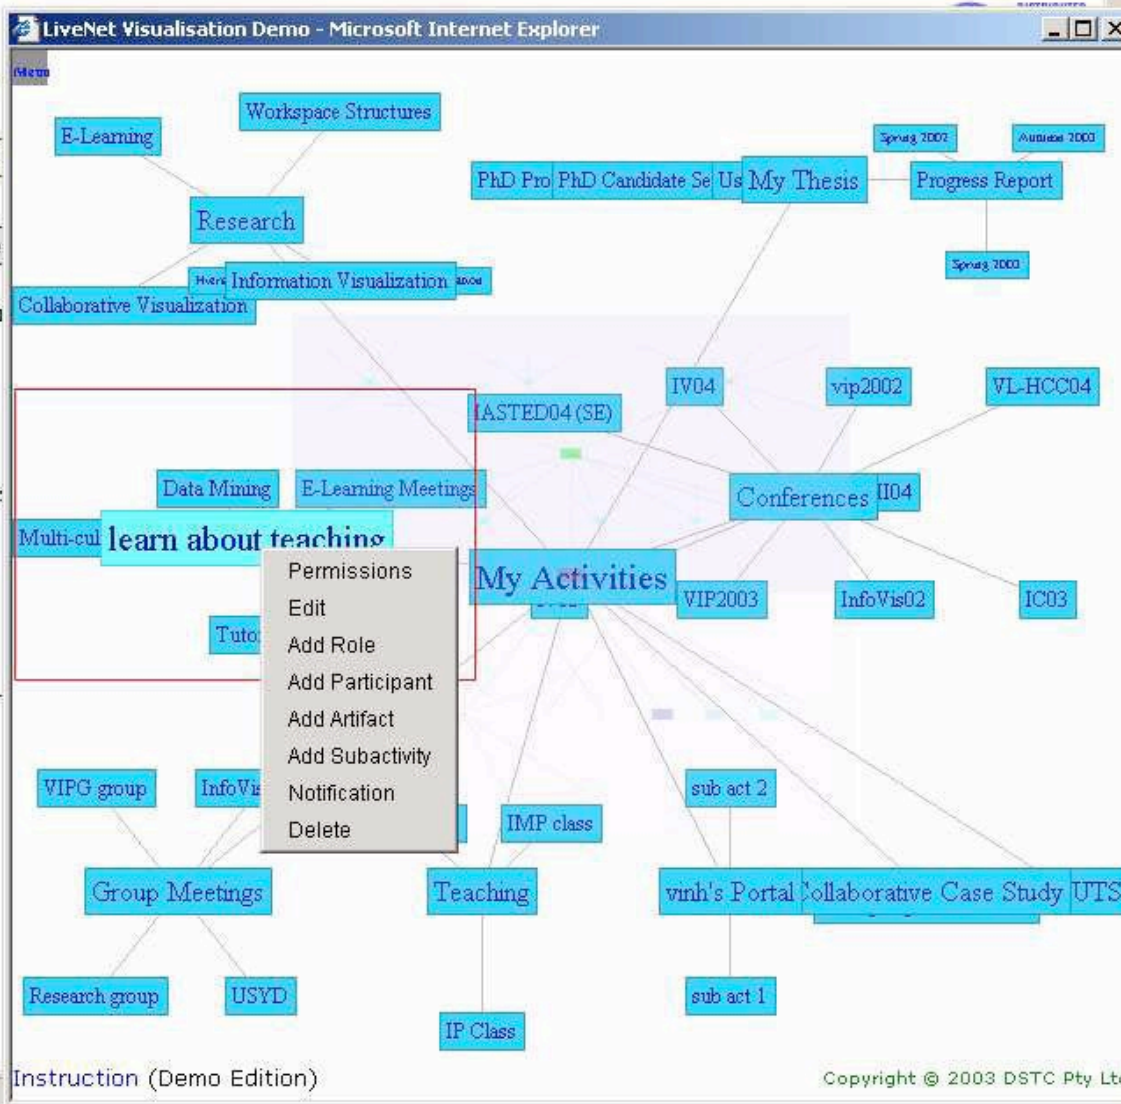 LiveNet Visualisation Demo - Microsoft Internet Explorer
Menu
Workspace Structures
E-Learning
Spring 2002
Autumn 2003
PhD Pro
PhD Candidate Se
Us
My Thesis
Progress Report
Research
Spring 2003
Information Visualization
Collaborative Visualization
IV04
vip2002
VL-HCC04
IASTED04 (SE)
Data Mining
E-Learning Meetings
Conferences
II04
Multi-cul
learn about teaching
My Activities
Permissions
Edit
Add Role
Add Participant
Add Artifact
Add Subactivity
Notification
Delete
VIP2003
InfoVis02
IC03
Tuto
VIPG group
InfoVis
sub act 2
IMP class
Group Meetings
Teaching
vinh's Portal
ollaborative Case Study
UTS
Research group
USYD
sub act 1
IP Class
Instruction (Demo Edition)
Copyright © 2003 DSTC Pty Ltd